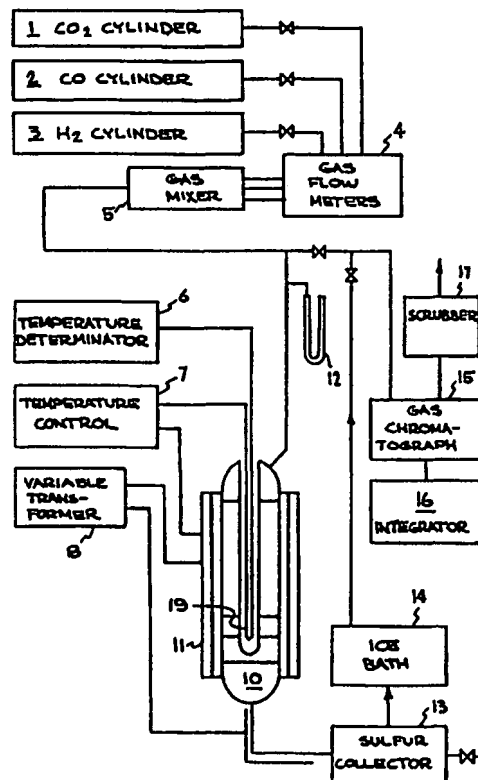 1 CO₂ CYLINDER
2 CO CYLINDER
3 H₂ CYLINDER
4
GAS
FLOW
METERS
GAS
MIXER
5
6
TEMPERATURE
DETERMINATOR
7
TEMPERATURE
CONTROL
VARIABLE
TRANS-
FORMER
8
12
17
SCRUBBER
15
GAS
CHROMA-
TOGRAPH
16
INTEGRATOR
19
11
10
14
ICE
BATH
13
SULFUR
COLLECTOR